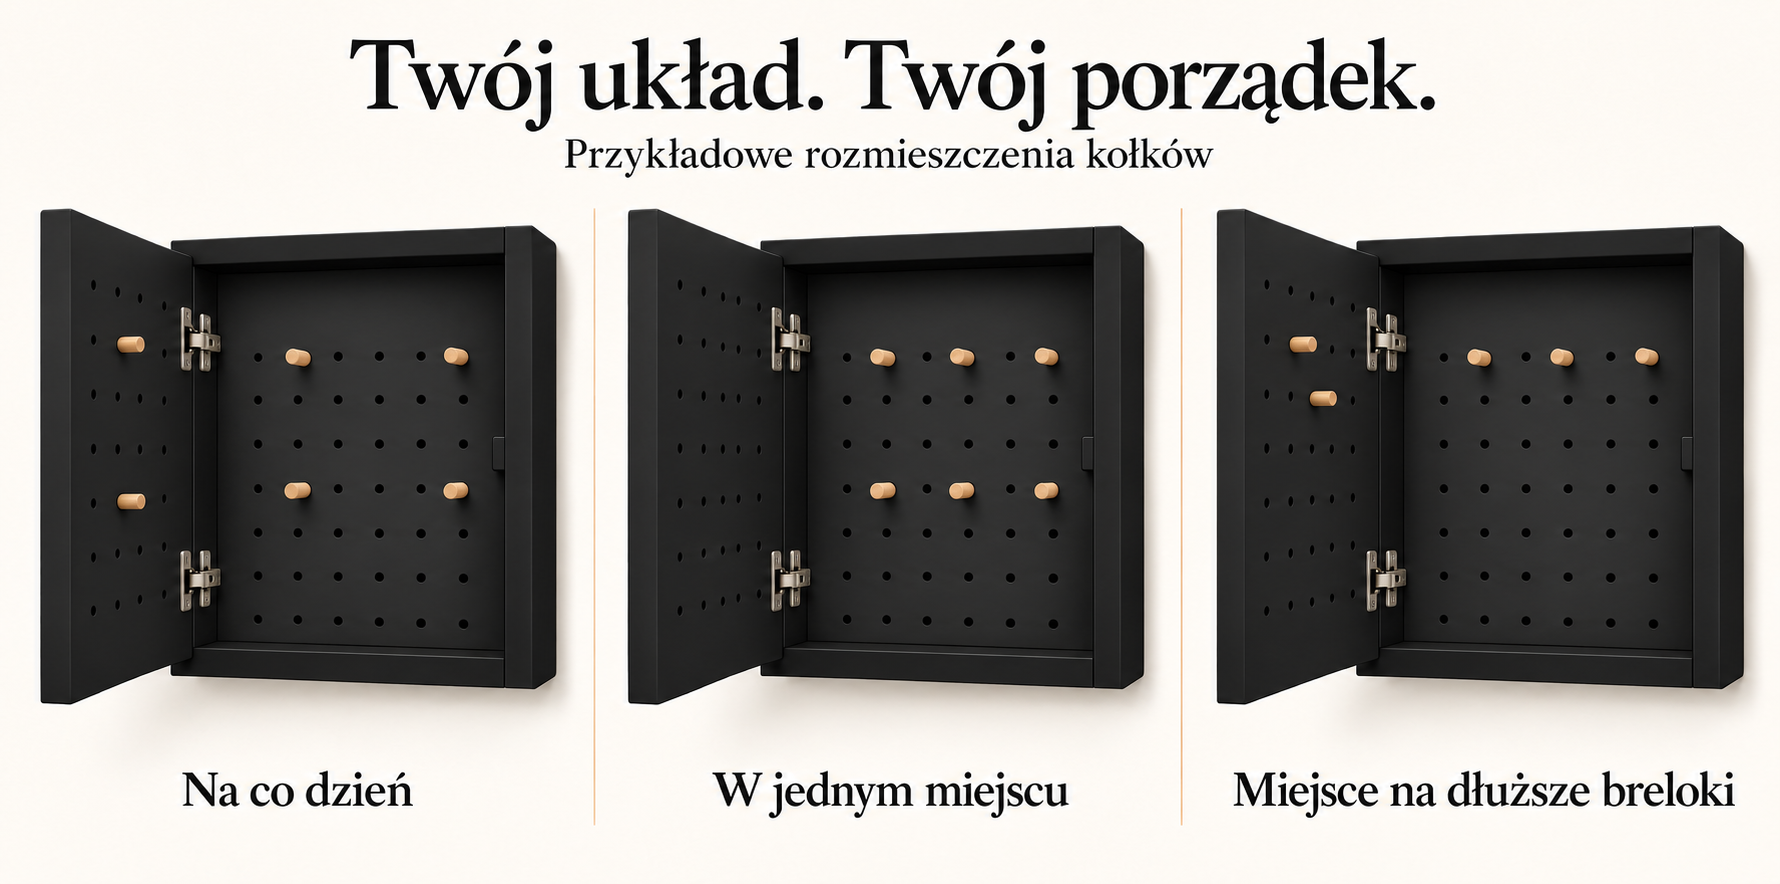 Twój układ. Twój porządek.
Przykładowe rozmieszczenia kołków
Na co dzień
W jednym miejscu
Miejsce na dłuższe breloki